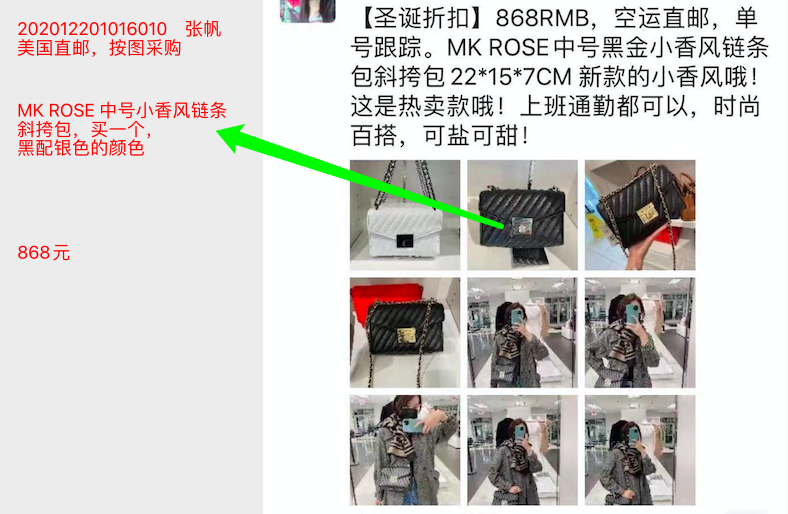 202012201016010 张帆
美国直邮，按图采购
MK ROSE 中号小香风链条
斜挎包，买一个，
黑配银色的颜色
868元
【圣诞折扣】868RMB，空运直邮，单
号跟踪。MK ROSE中号黑金小香风链条
包斜挎包 22*15*7CM 新款的小香风哦！
这是热卖款哦！上班通勤都可以，时尚
百搭，可盐可甜！